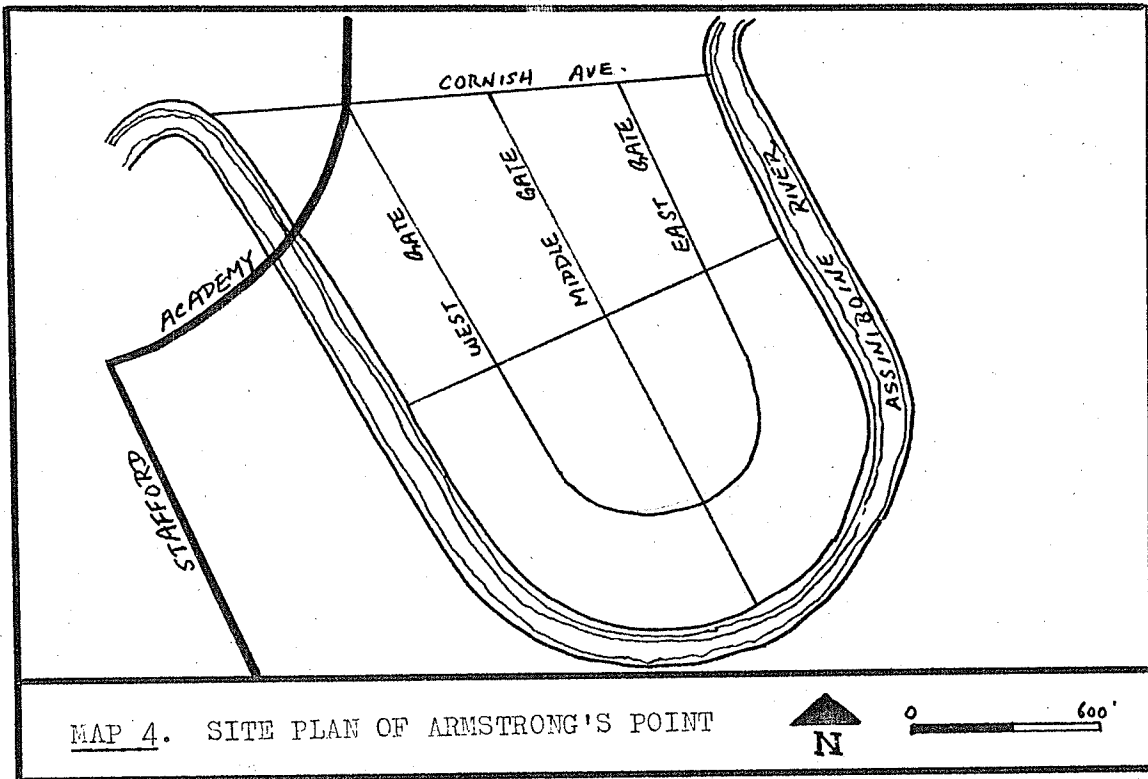 CORNISH AVE.
WEST GATE
MIDDLE GATE
EAST GATE
ASSINIBOINE RIVER
ACADEMY
STAFFORD
MAP 4. SITE PLAN OF ARMSTRONG'S POINT
N
0 600'